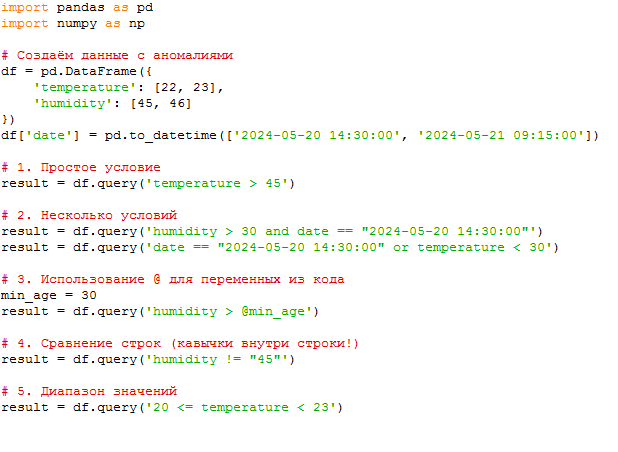 import pandas as pd
import numpy as np
# Создаём данные с аномалиями
df = pd.DataFrame({
    'temperature': [22, 23],
    'humidity': [45, 46]
})
df['date'] = pd.to_datetime(['2024-05-20 14:30:00', '2024-05-21 09:15:00'])
# 1. Простое условие
result = df.query('temperature > 45')
# 2. Несколько условий
result = df.query('humidity > 30 and date == "2024-05-20 14:30:00"')
result = df.query('date == "2024-05-20 14:30:00" or temperature < 30')
# 3. Использование @ для переменных из кода
min_age = 30
result = df.query('humidity > @min_age')
# 4. Сравнение строк (кавычки внутри строки!)
result = df.query('humidity != "45"')
# 5. Диапазон значений
result = df.query('20 <= temperature < 23')